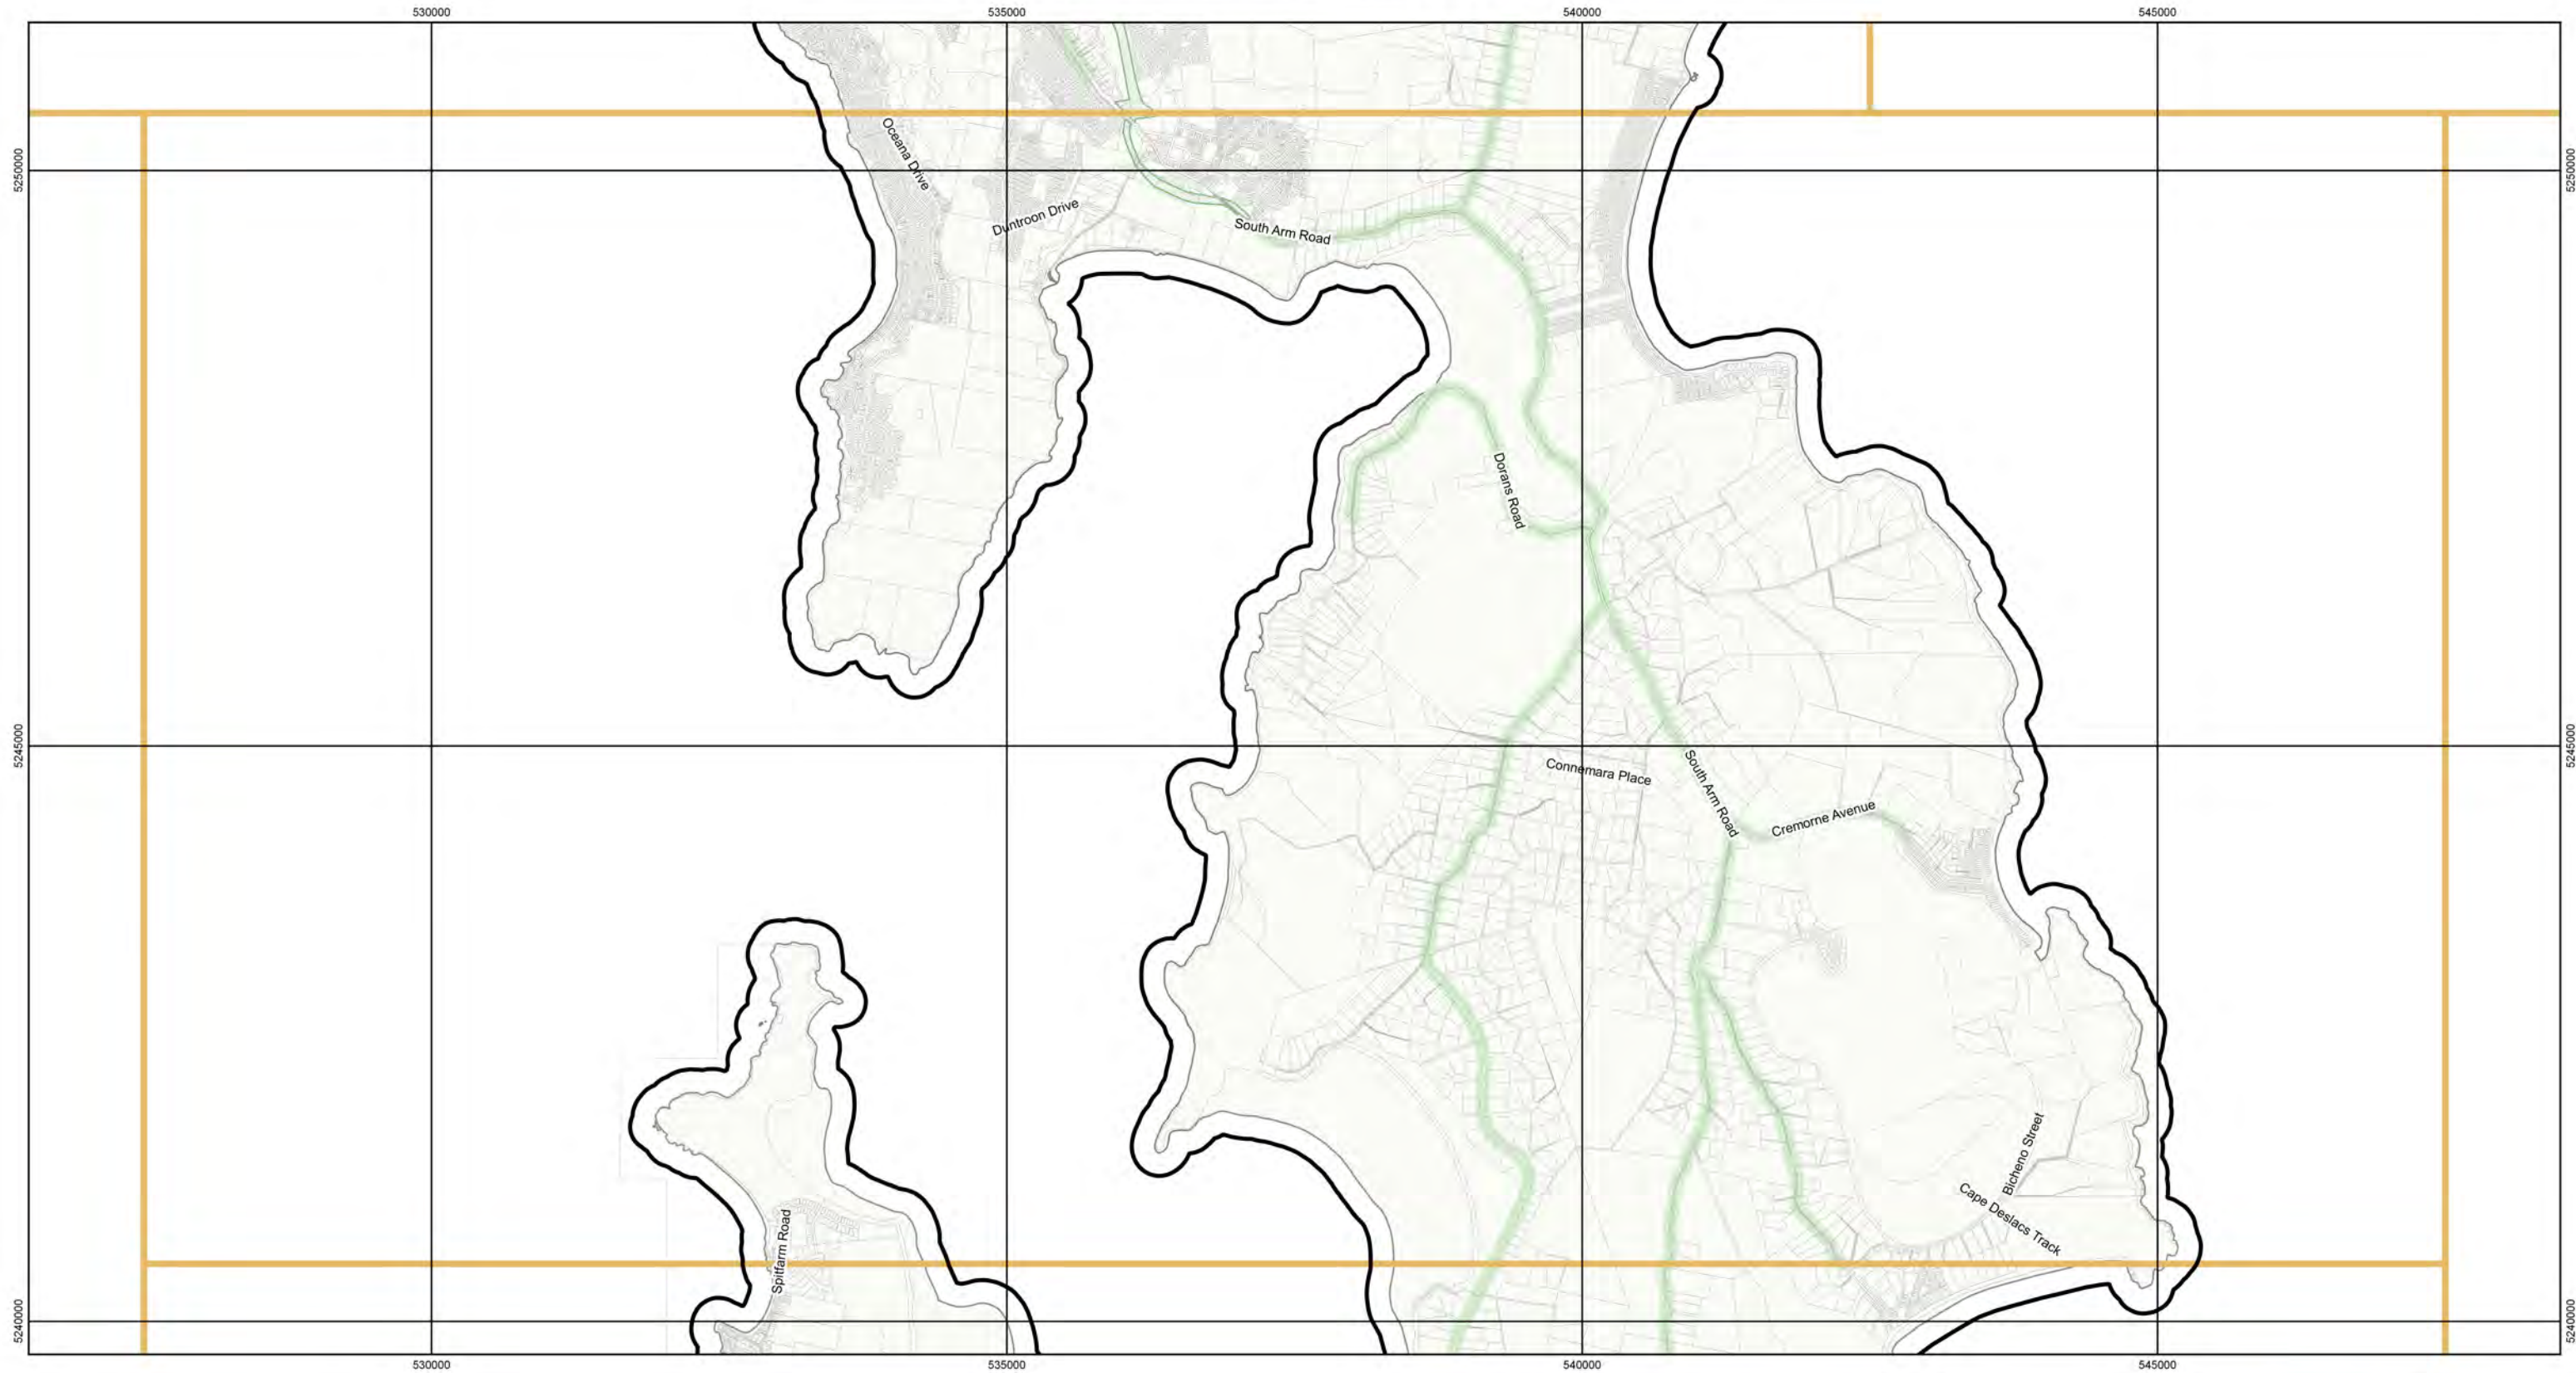 530000
535000
540000
545000
5250000
5250000
Oceana Drive
Duntroon Drive
South Arm Road
Dorans Road
5245000
5245000
Connemara Place
South Arm Road
Cremorne Avenue
Bicheno Street
Cape Deslacs Track
Spitfarm Road
5240000
5240000
530000
535000
540000
545000